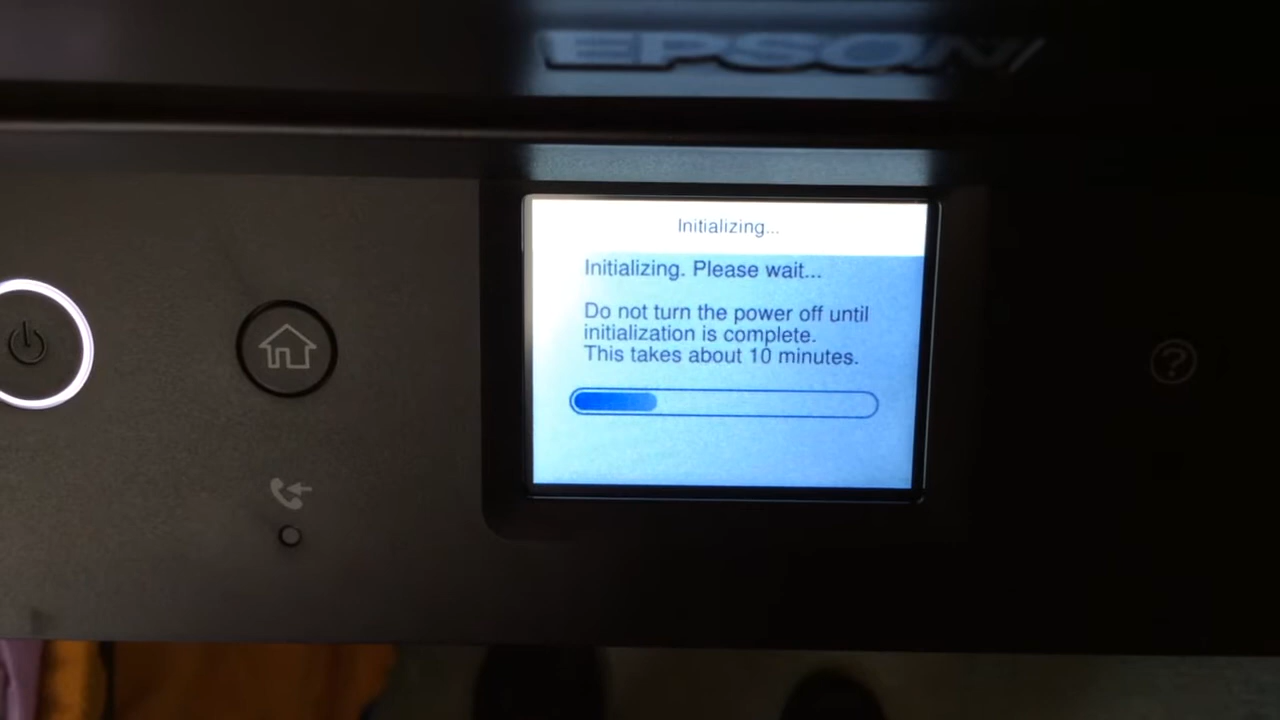 EPSON
Initializing...
Initializing. Please wait...
Do not turn the power off until
initialization is complete.
This takes about 10 minutes.
?